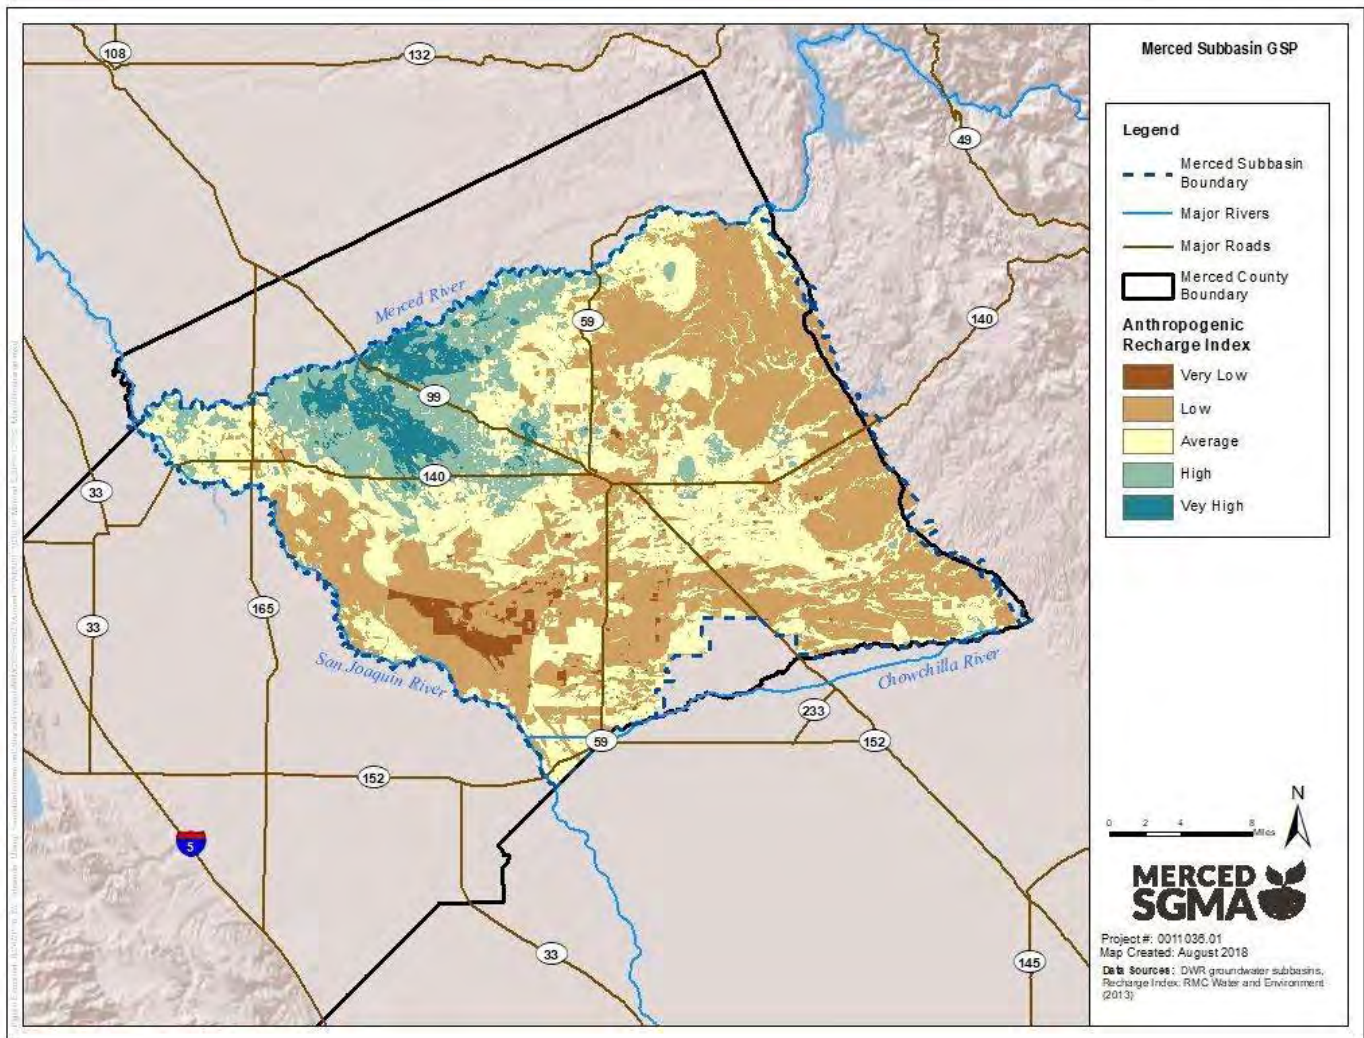 Merced Subbasin GSP
Legend
Merced Subbasin
Boundary
Major Rivers
Major Roads
Merced County
Boundary
Anthropogenic
Recharge Index
Very Low
Low
Average
High
Vey High
108
132
49
Merced River
59
140
99
140
33
33
165
San Joaquin River
Chowchilla River
233
59
152
152
5
33
145
N
0 2 4 8 Miles
MERCED
SGMA
Project #: 0011036.01
Map Created: August 2018
Data Sources: DWR groundwater subbasins,
Recharge Index: RMC Water and Environment
(2013)